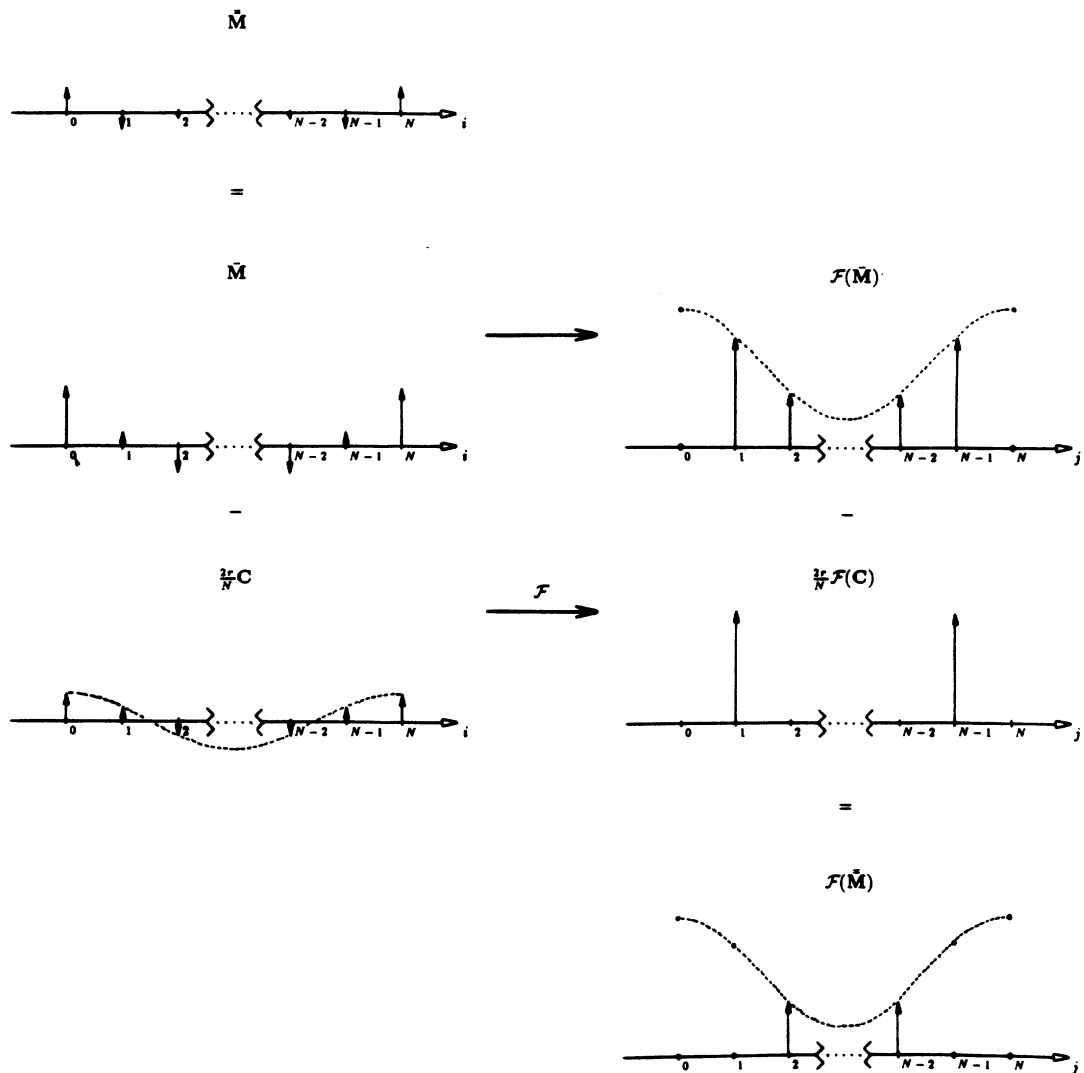 M̿
0 1 2 ⋯ N − 2 N − 1 N i
=
M̄
0 1 2 ⋯ N − 2 N − 1 N i
−
2r/N C
0 1 2 ⋯ N − 2 N − 1 N i
ℱ
ℱ(M̄)
0 1 2 ⋯ N − 2 N − 1 N j
−
2r/N ℱ(C)
0 1 2 ⋯ N − 2 N − 1 N j
=
ℱ(M̿)
0 1 2 ⋯ N − 2 N − 1 N j